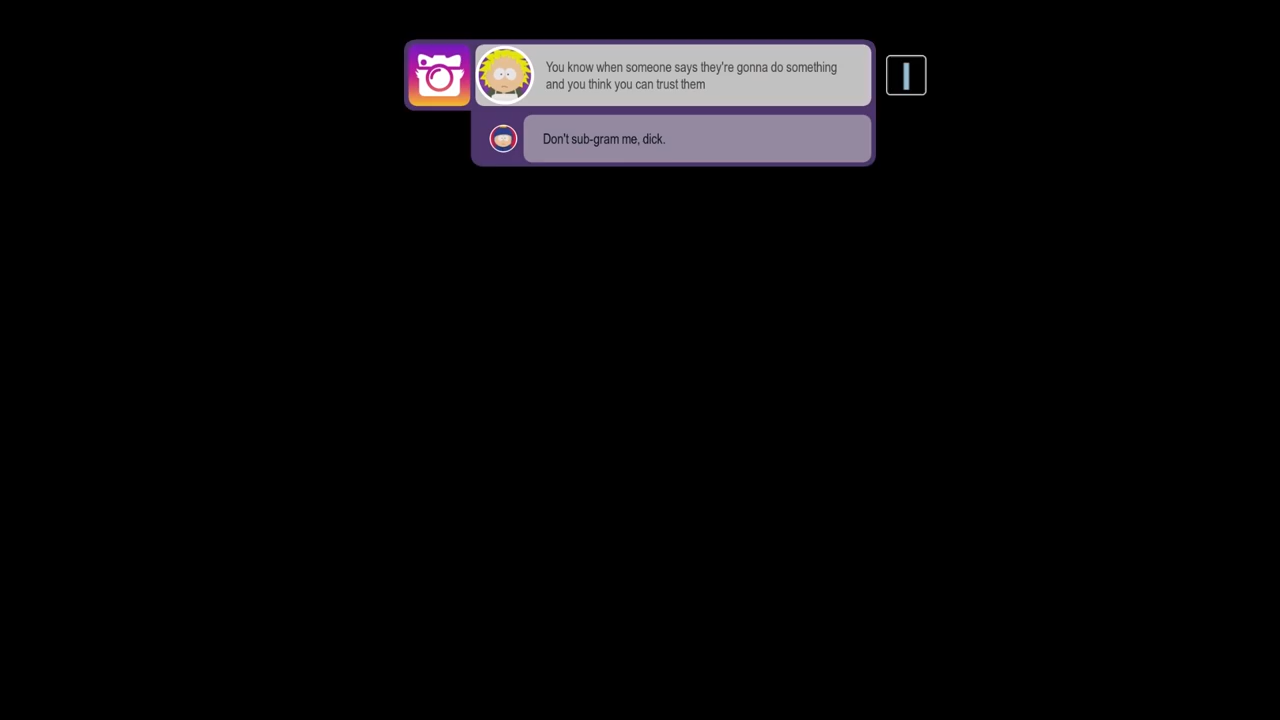 You know when someone says they're gonna do something
and you think you can trust them
Don't sub-gram me, dick.